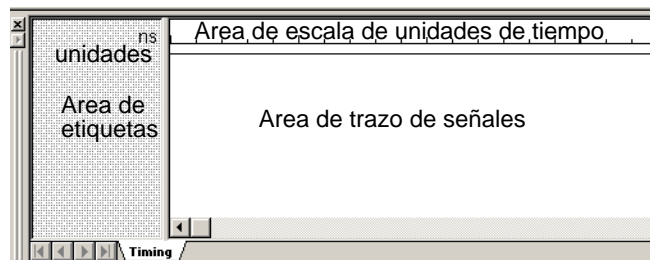 ns
Area de escala de unidades de tiempo
unidades
Area de
etiquetas
Area de trazo de señales
Timing